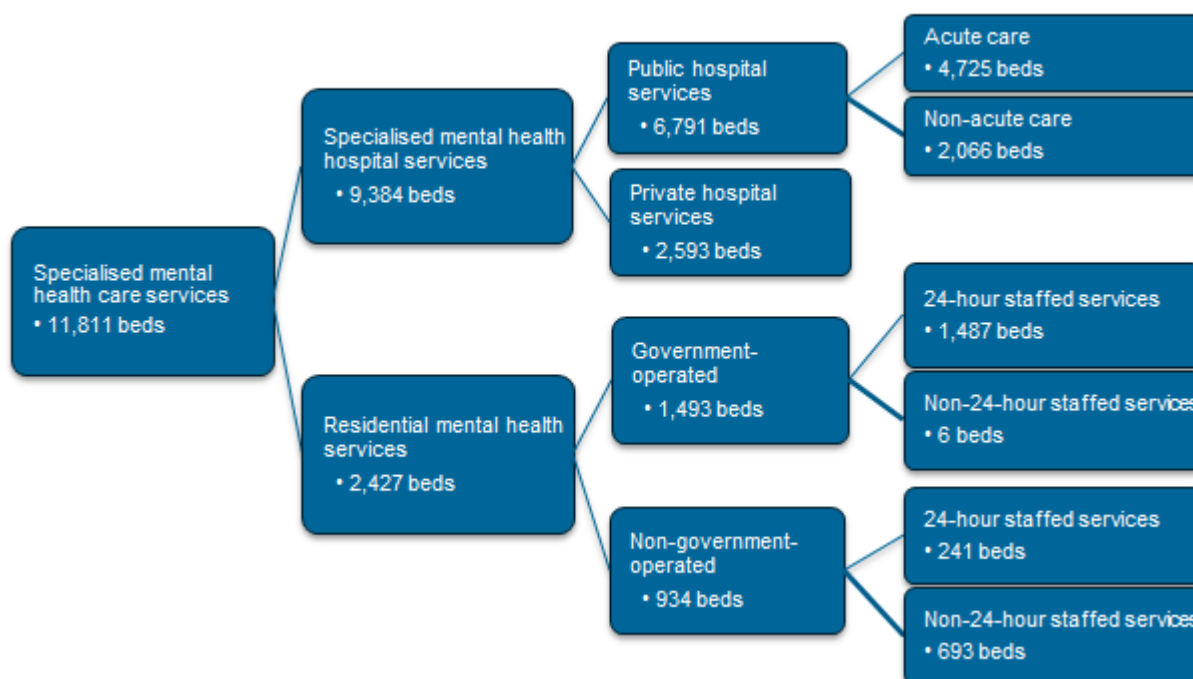 Specialised mental
health care services
• 11,811 beds
Specialised mental health
hospital services
• 9,384 beds
Public hospital
services
• 6,791 beds
Acute care
• 4,725 beds
Non-acute care
• 2,066 beds
Private hospital
services
• 2,593 beds
Residential mental health
services
• 2,427 beds
Government-
operated
• 1,493 beds
24-hour staffed services
• 1,487 beds
Non-24-hour staffed services
• 6 beds
Non-government-
operated
• 934 beds
24-hour staffed services
• 241 beds
Non-24-hour staffed services
• 693 beds